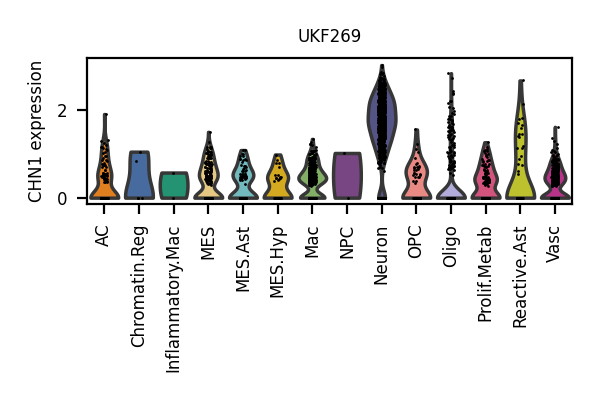 UKF269
CHN1 expression
2
0
AC
Chromatin.Reg
Inflammatory.Mac
MES
MES.Ast
MES.Hyp
Mac
NPC
Neuron
OPC
Oligo
Prolif.Metab
Reactive.Ast
Vasc